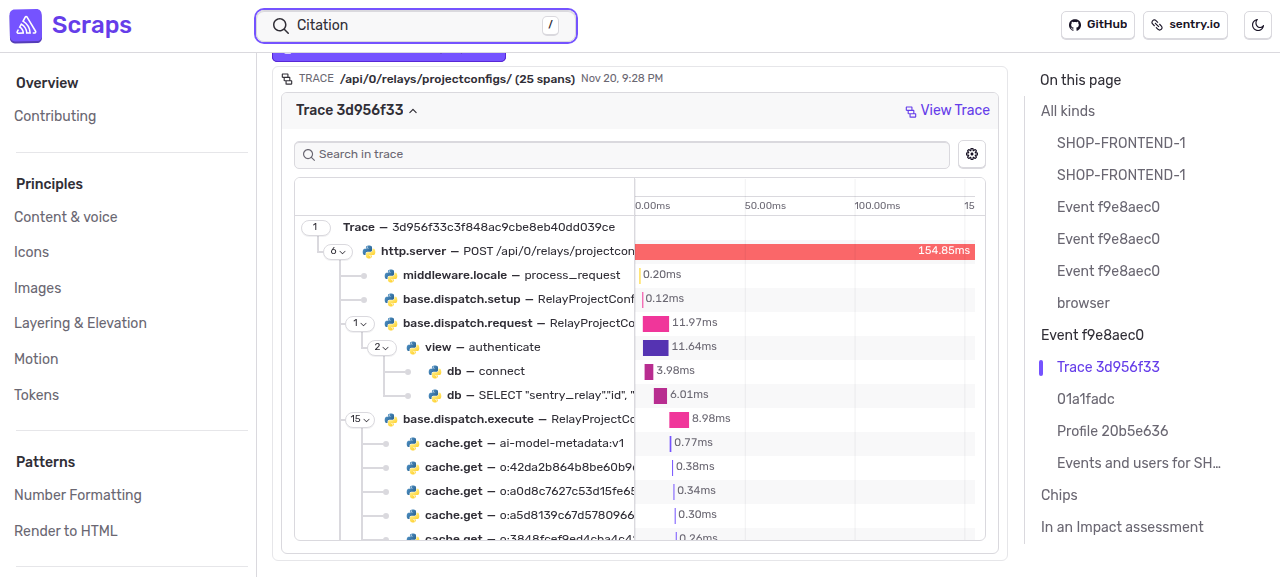 Scraps
Citation
/
GitHub
sentry.io
Overview
Contributing
Principles
Content & voice
Icons
Images
Layering & Elevation
Motion
Tokens
Patterns
Number Formatting
Render to HTML
TRACE /api/0/relays/projectconfigs/ (25 spans) Nov 20, 9:28 PM
Trace 3d956f33
View Trace
Search in trace
0.00ms 50.00ms 100.00ms 15
1 Trace — 3d956f33c3f848ac9cbe8eb40dd039ce
6 http.server — POST /api/0/relays/projectcon 154.85ms
middleware.locale — process_request 0.20ms
base.dispatch.setup — RelayProjectConf 0.12ms
1 base.dispatch.request — RelayProjectCo 11.97ms
2 view — authenticate 11.64ms
db — connect 3.98ms
db — SELECT "sentry_relay"."id", " 6.01ms
15 base.dispatch.execute — RelayProjectCo 8.98ms
cache.get — ai-model-metadata:v1 0.77ms
cache.get — o:42da2b864b8be60b9 0.38ms
cache.get — o:a0d8c7627c53d15fe65 0.34ms
cache.get — o:a5d8139c67d5780966 0.30ms
cache.get — o:3848fcef9ed4cba4c4 0.26ms
On this page
All kinds
SHOP-FRONTEND-1
SHOP-FRONTEND-1
Event f9e8aec0
Event f9e8aec0
Event f9e8aec0
browser
Event f9e8aec0
Trace 3d956f33
01a1fadc
Profile 20b5e636
Events and users for SH…
Chips
In an Impact assessment